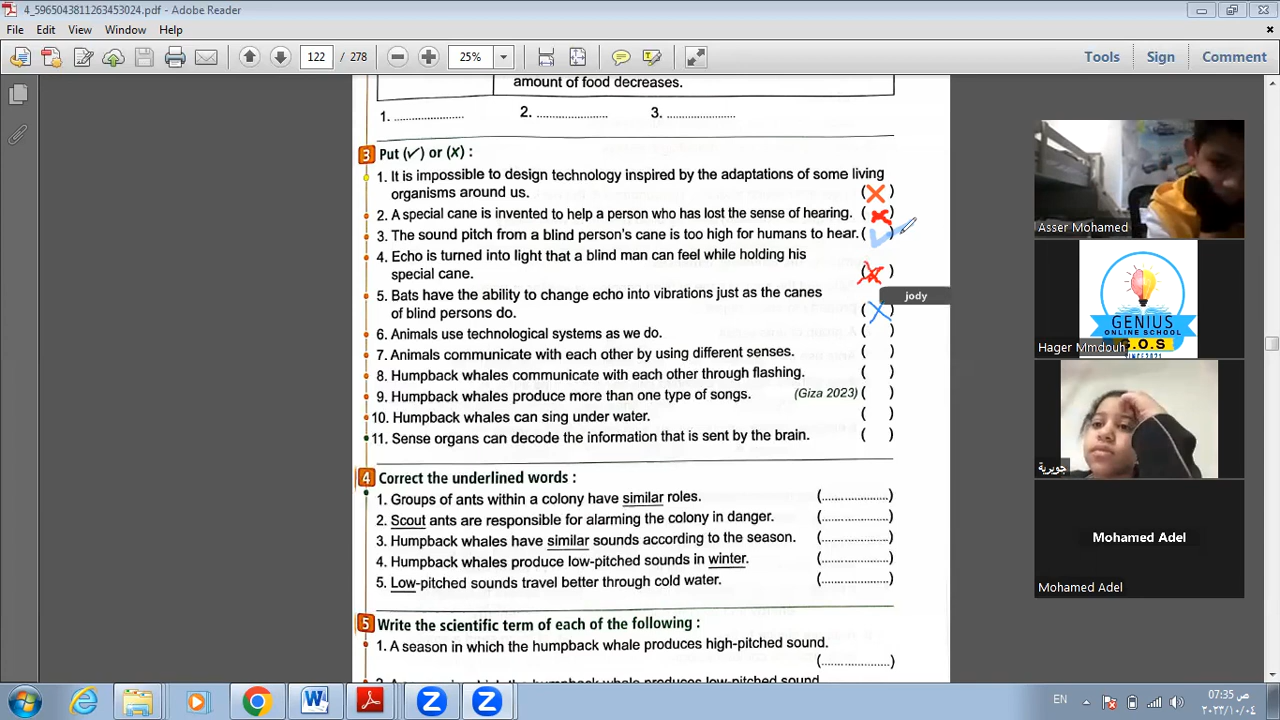 4_5965043811263453024.pdf - Adobe Reader
File Edit View Window Help
122 / 278 25% Tools Sign Comment
amount of food decreases.
1. .................... 2. .................... 3. ....................
3 Put (✓) or (x) :
1. It is impossible to design technology inspired by the adaptations of some living
organisms around us. (X)
2. A special cane is invented to help a person who has lost the sense of hearing. (x)
3. The sound pitch from a blind person's cane is too high for humans to hear. (✓)
4. Echo is turned into light that a blind man can feel while holding his
special cane. (x)
jody
5. Bats have the ability to change echo into vibrations just as the canes
of blind persons do. (X)
6. Animals use technological systems as we do. ( )
7. Animals communicate with each other by using different senses. ( )
8. Humpback whales communicate with each other through flashing. ( )
9. Humpback whales produce more than one type of songs. (Giza 2023) ( )
10. Humpback whales can sing under water. ( )
11. Sense organs can decode the information that is sent by the brain. ( )
4 Correct the underlined words :
1. Groups of ants within a colony have similar roles. (....................)
2. Scout ants are responsible for alarming the colony in danger. (....................)
3. Humpback whales have similar sounds according to the season. (....................)
4. Humpback whales produce low-pitched sounds in winter. (....................)
5. Low-pitched sounds travel better through cold water. (....................)
5 Write the scientific term of each of the following :
1. A season in which the humpback whale produces high-pitched sound.
(....................)
Asser Mohamed
GENIUS
ONLINE SCHOOL
G.O.S
SINCE 2021
Hager Mmdouh
جويرية
Mohamed Adel
Mohamed Adel
EN
07:35 ص
٢٠٢٣/١٠/٠٤